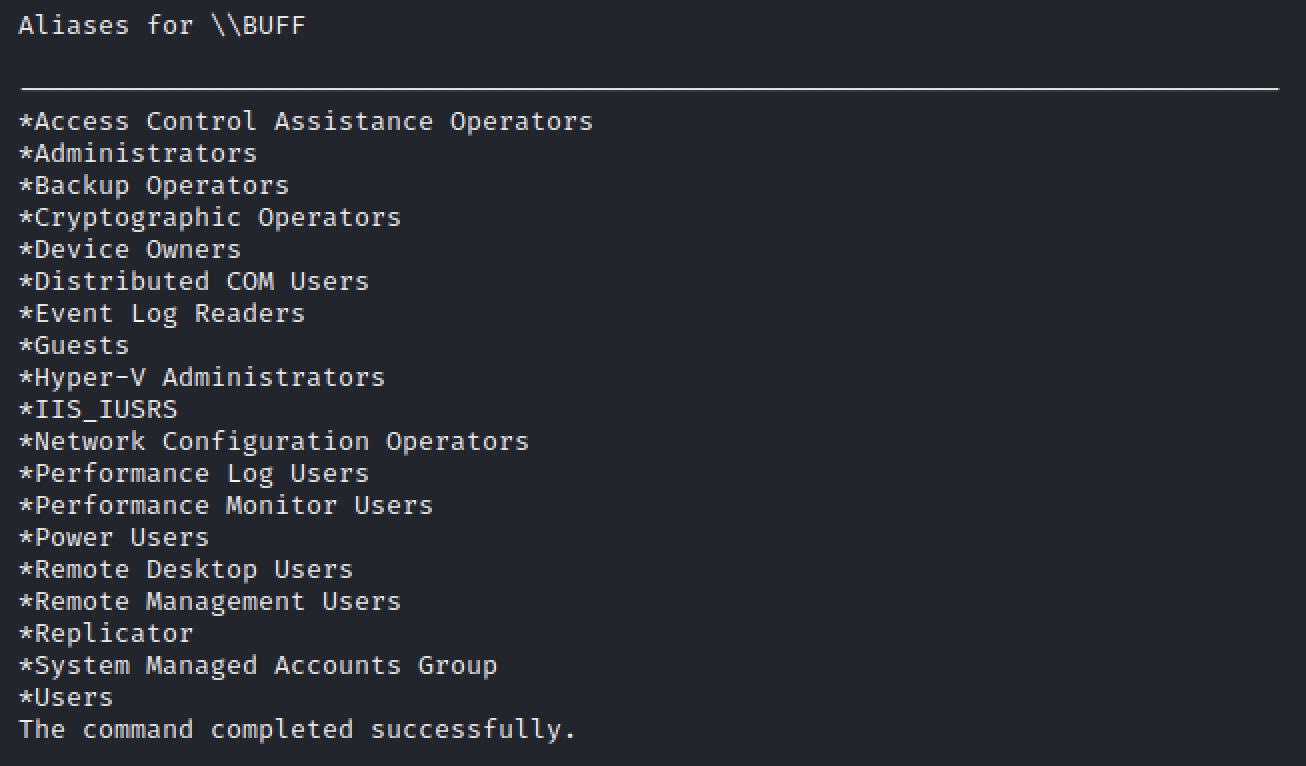 Aliases for \\BUFF
*Access Control Assistance Operators
*Administrators
*Backup Operators
*Cryptographic Operators
*Device Owners
*Distributed COM Users
*Event Log Readers
*Guests
*Hyper-V Administrators
*IIS_IUSRS
*Network Configuration Operators
*Performance Log Users
*Performance Monitor Users
*Power Users
*Remote Desktop Users
*Remote Management Users
*Replicator
*System Managed Accounts Group
*Users
The command completed successfully.